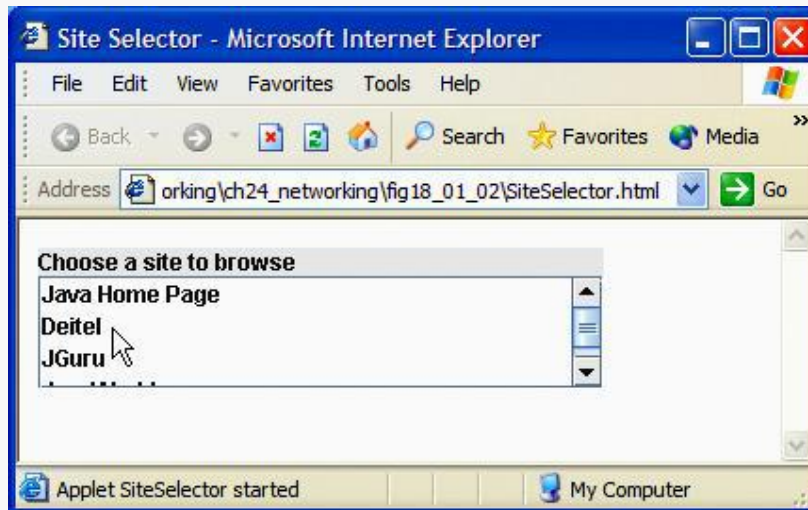 Site Selector - Microsoft Internet Explorer
File Edit View Favorites Tools Help
Back Search Favorites Media »
Address orking\ch24_networking\fig18_01_02\SiteSelector.html Go
Choose a site to browse
Java Home Page
Deitel
JGuru
Applet SiteSelector started My Computer